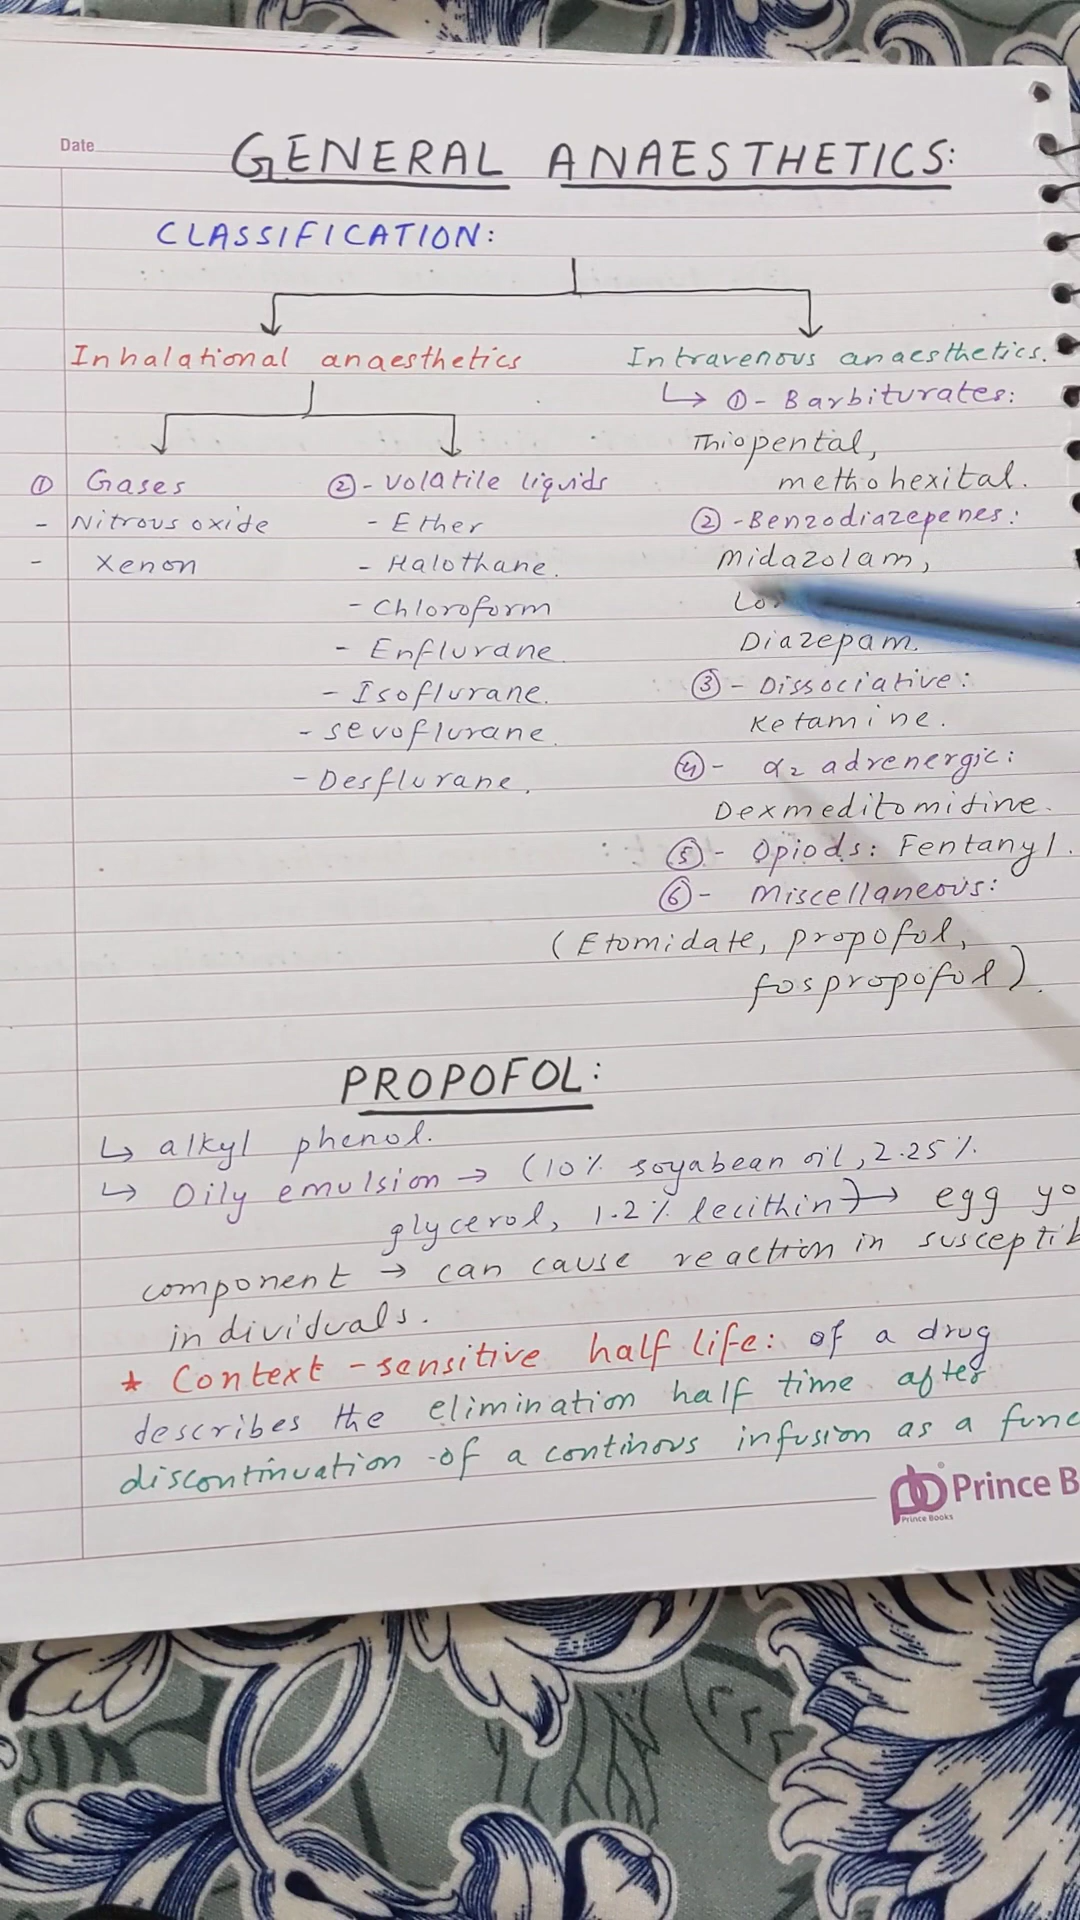 Date
GENERAL ANAESTHETICS:
CLASSIFICATION:
Inhalational anaesthetics
① Gases
- Nitrous oxide
- Xenon
② - Volatile liquids
- Ether
- Halothane.
- Chloroform
- Enflurane.
- Isoflurane.
- Sevoflurane.
- Desflurane.
Intravenous anaesthetics.
↳ ① - Barbiturates:
Thiopental,
methohexital.
② - Benzodiazepenes:
Midazolam,
Diazepam.
③ - Dissociative:
Ketamine.
④ - α2 adrenergic:
Dexmeditomidine.
⑤ - Opiods: Fentanyl.
⑥ - Miscellaneous:
(Etomidate, propofol,
fospropofol).
PROPOFOL:
↳ alkyl phenol.
↳ Oily emulsion → (10% soyabean oil, 2.25%
glycerol, 1.2% lecithin) → egg yo
component → can cause reaction in susceptib
individuals.
* Context - sensitive half life: of a drug
describes the elimination half time after
discontinuation of a continous infusion as a func
Prince B
Prince Books